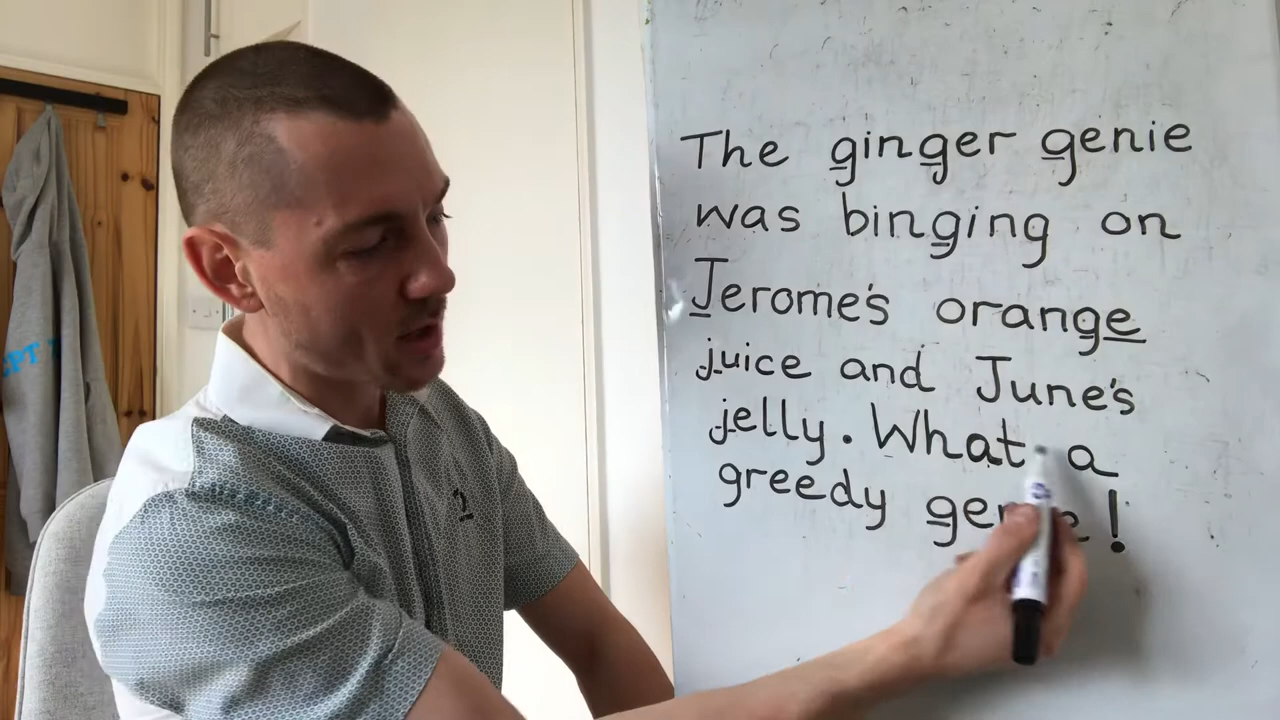 The ginger genie
was binging on
Jerome's orange
juice and June's
jelly. What a
greedy !